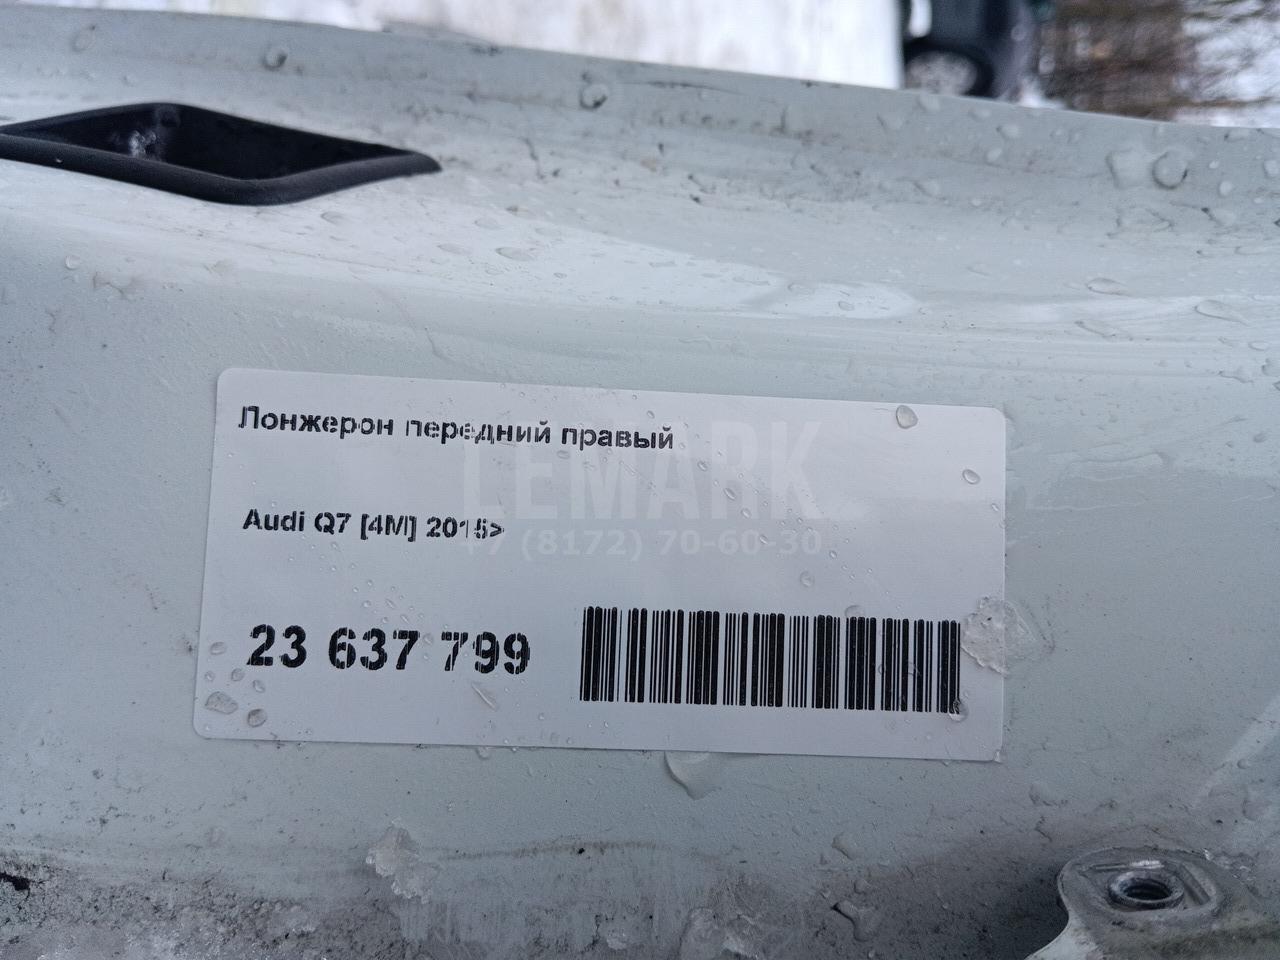 Лонжерон передний правый
LEMARK
Audi Q7 [4M] 2015>
+7 (8172) 70-60-30
23 637 799